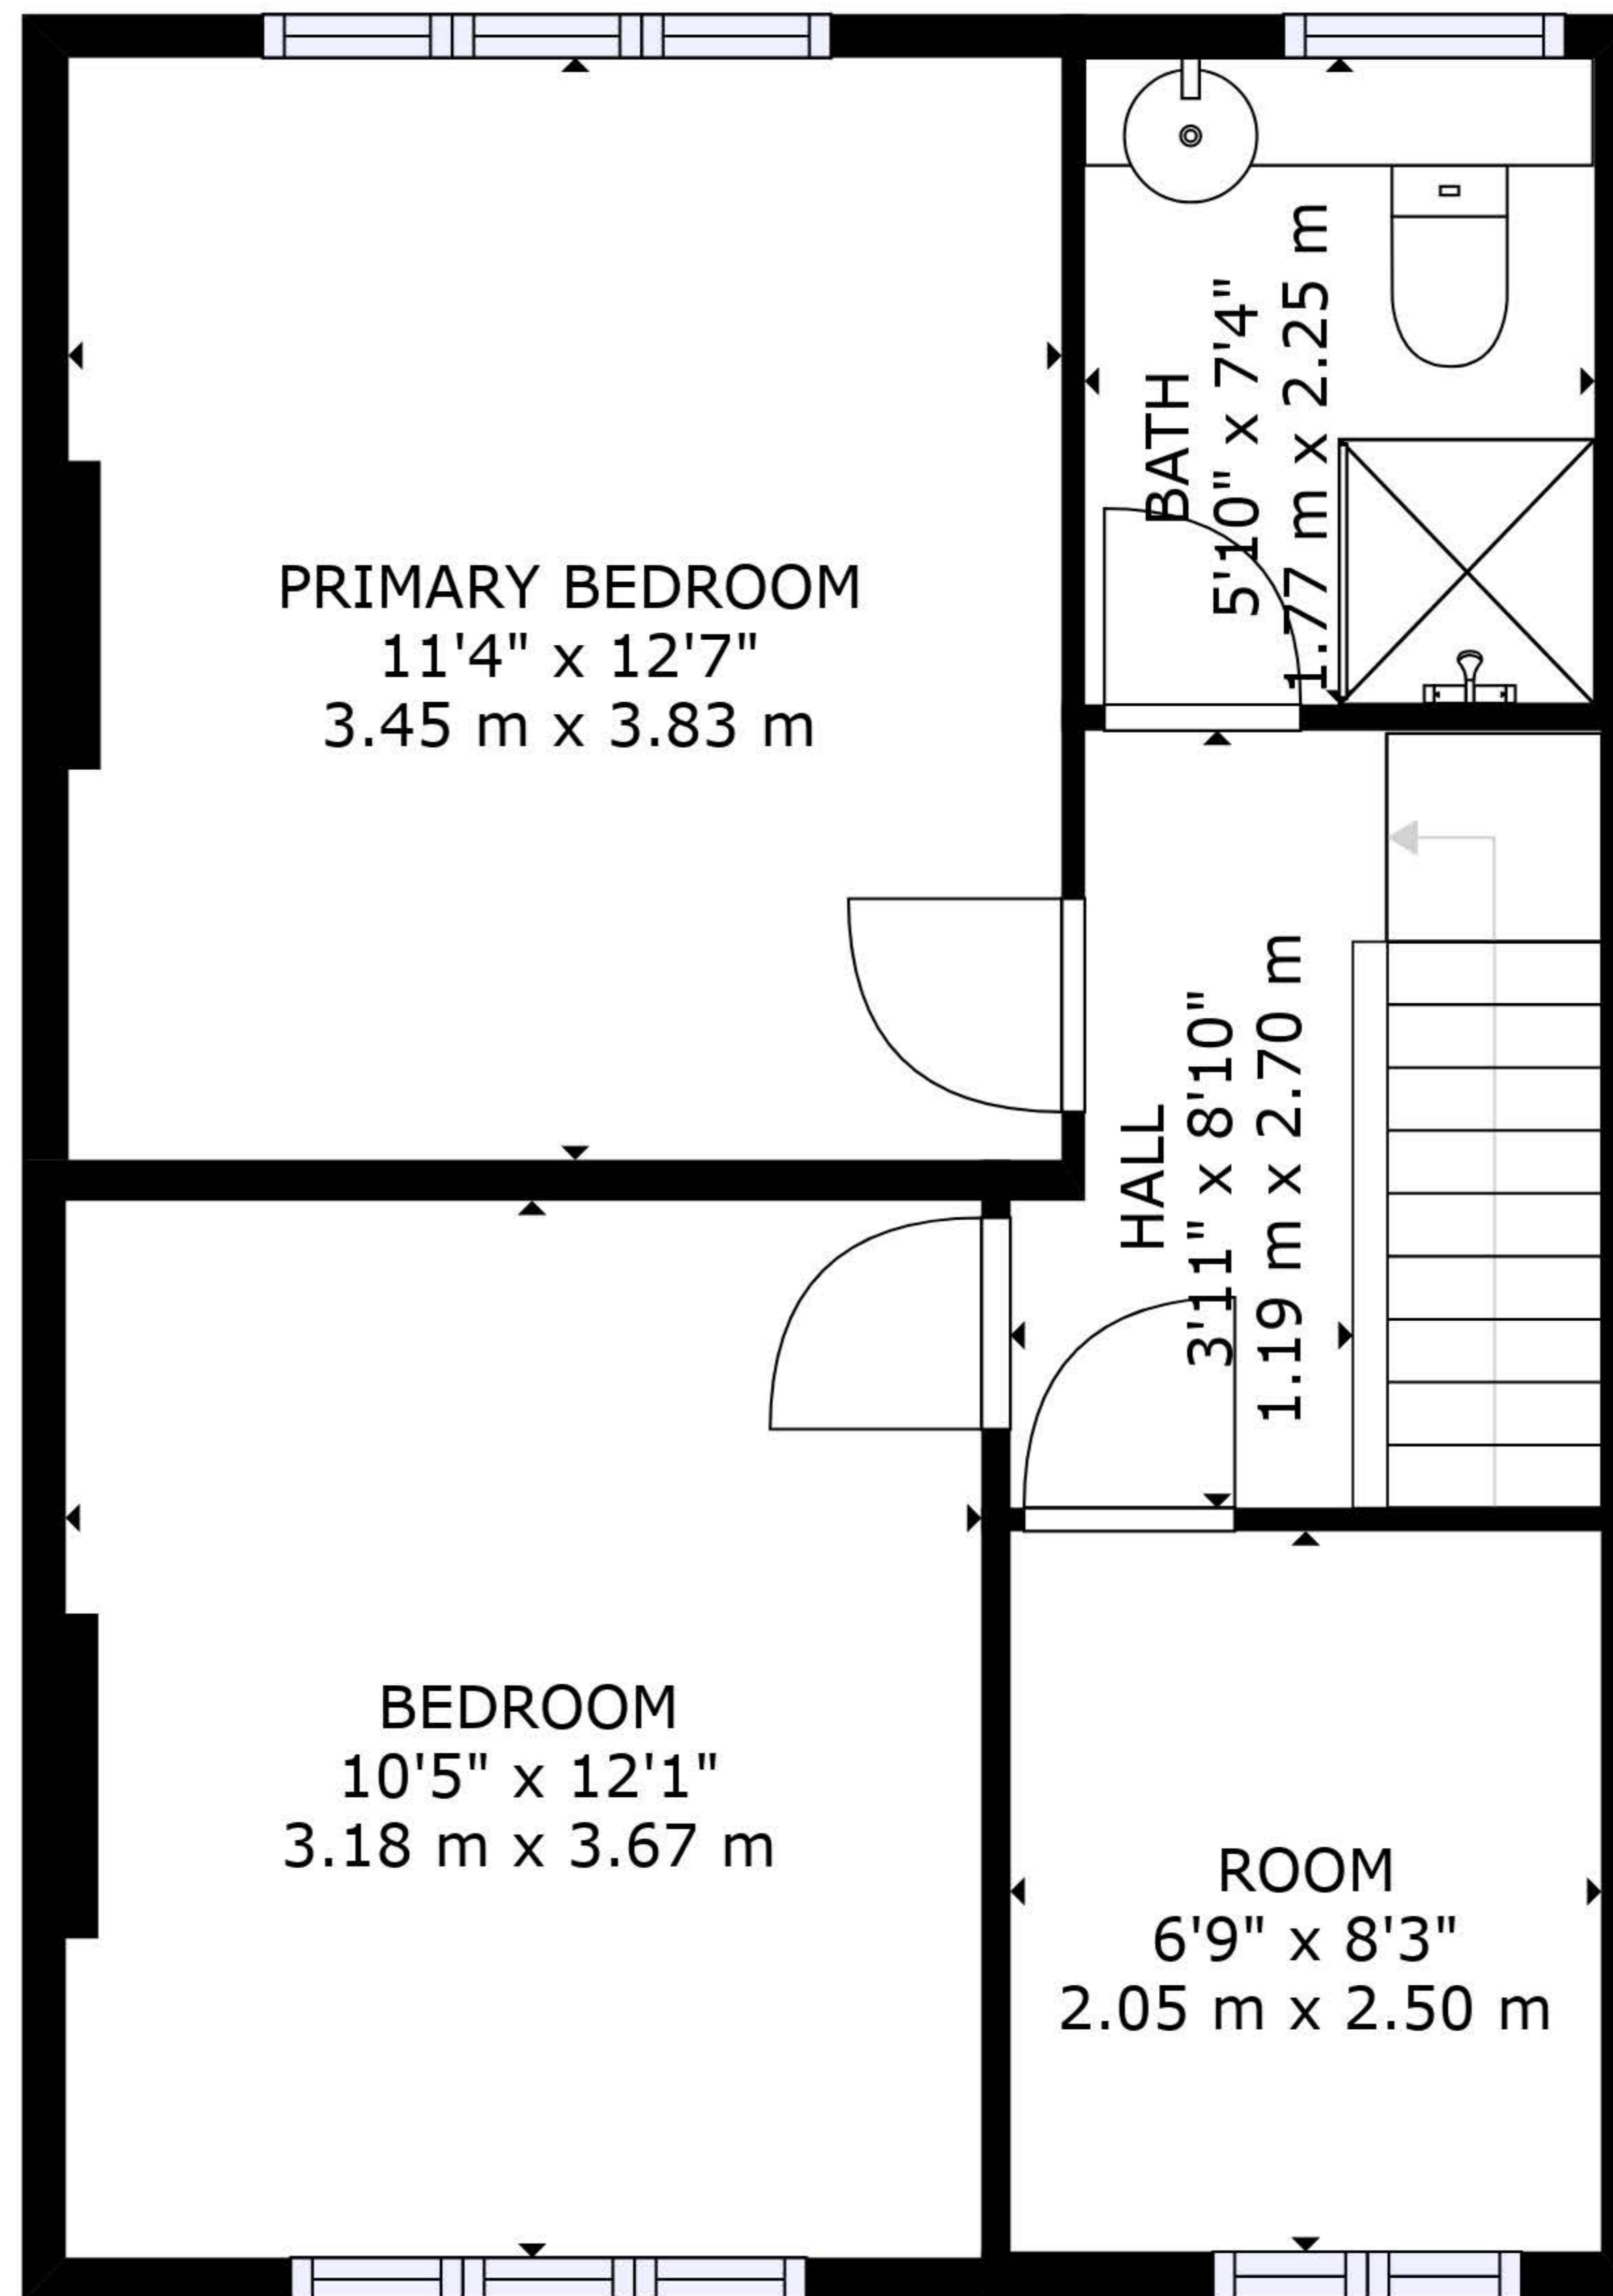 PRIMARY BEDROOM
11'4" x 12'7"
3.45 m x 3.83 m
BATH
5'10" x 7'4"
1.77 m x 2.25 m
HALL
3'11" x 8'10"
1.19 m x 2.70 m
BEDROOM
10'5" x 12'1"
3.18 m x 3.67 m
ROOM
6'9" x 8'3"
2.05 m x 2.50 m